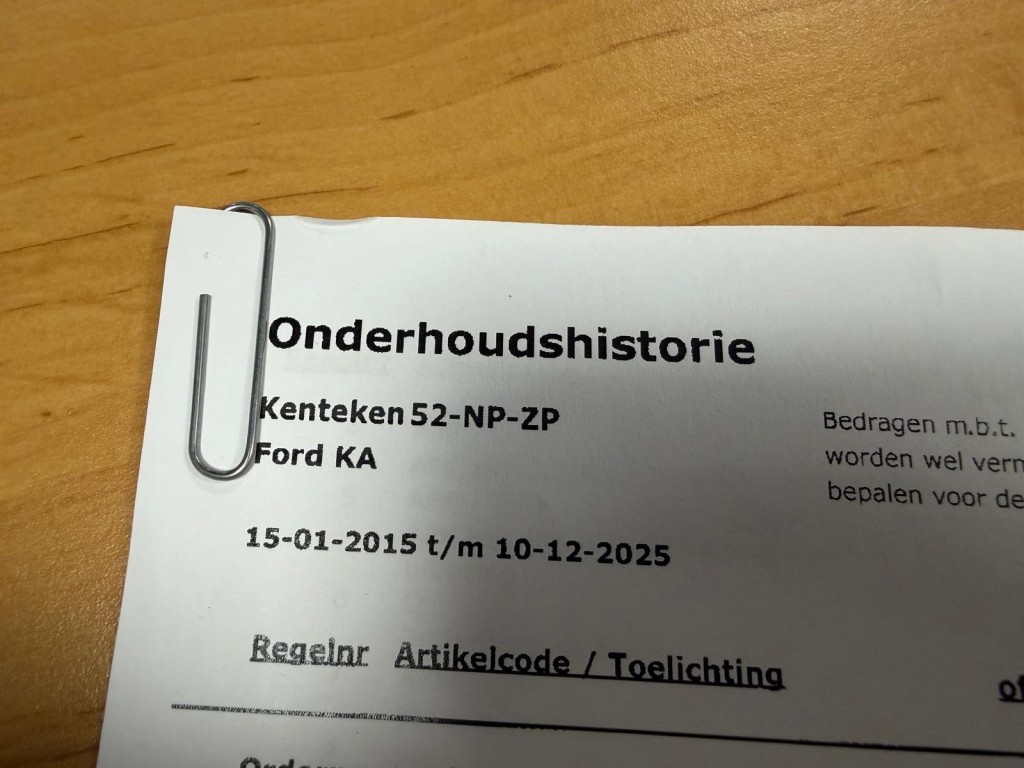 Onderhoudshistorie
Kenteken 52-NP-ZP
Ford KA
Bedragen m.b.t.
worden wel
bepalen voor de
15-01-2015 t/m 10-12-2025
Regelnr Artikelcode / Toelichting